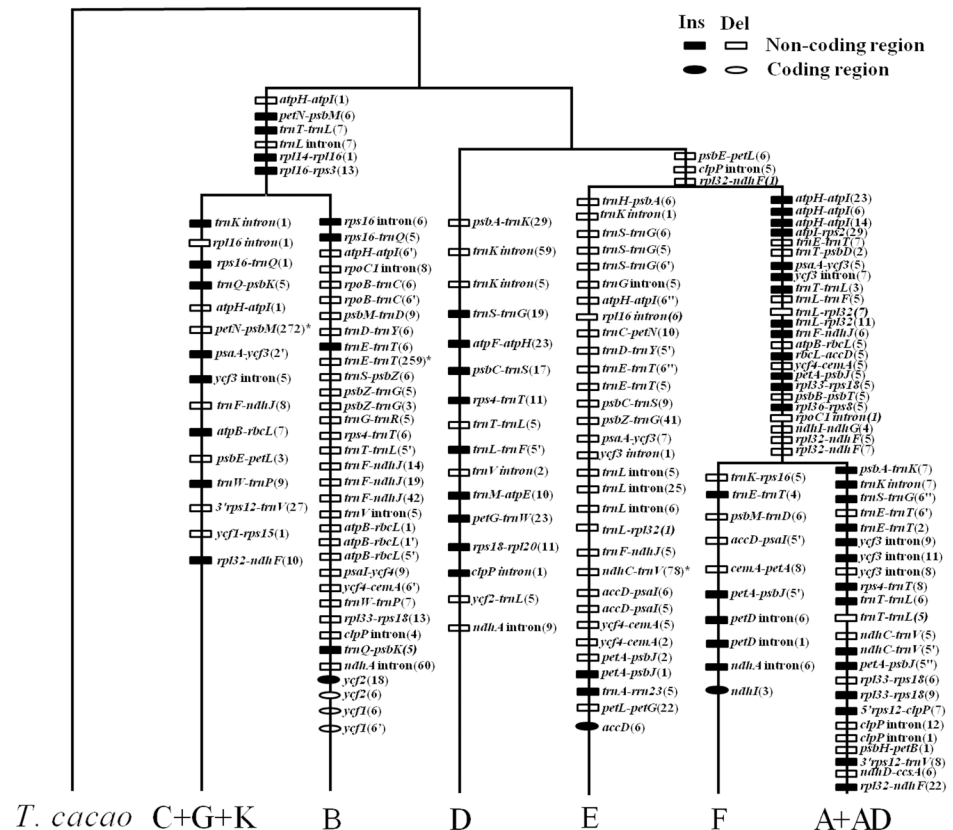 Ins Del
Non-coding region
Coding region
atpH-atpI(1)
petN-psbM(6)
trnT-trnL(7)
trnL intron(7)
rpl14-rpl16(1)
rpl16-rps3(13)
psbE-petL(6)
clpP intron(5)
rpl32-ndhF(1)
trnK intron(1)
rpl16 intron(1)
rps16-trnQ(1)
trnQ-psbK(5)
atpH-atpI(1)
petN-psbM(272)*
psaA-ycf3(2')
ycf3 intron(5)
trnF-ndhJ(8)
atpB-rbcL(7)
psbE-petL(3)
trnW-trnP(9)
3'rps12-trnV(27)
ycf1-rps15(1)
rpl32-ndhF(10)
rps16 intron(6)
rps16-trnQ(5)
atpH-atpI(6')
rpoC1 intron(8)
rpoB-trnC(6)
rpoB-trnC(6')
psbM-trnD(9)
trnD-trnY(6)
trnE-trnT(6)
trnE-trnT(259)*
trnS-psbZ(6)
psbZ-trnG(5)
psbZ-trnG(3)
trnG-trnR(5)
rps4-trnT(6)
trnT-trnL(5')
trnF-ndhJ(14)
trnF-ndhJ(19)
trnF-ndhJ(42)
trnV intron(5)
atpB-rbcL(1)
atpB-rbcL(1')
atpB-rbcL(5')
psaI-ycf4(9)
ycf4-cemA(6')
trnW-trnP(7)
rpl33-rps18(13)
clpP intron(4)
trnQ-psbK(5)
ndhA intron(60)
ycf2(18)
ycf2(6)
ycf1(6)
ycf1(6')
psbA-trnK(29)
trnK intron(59)
trnK intron(5)
trnS-trnG(19)
atpF-atpH(23)
psbC-trnS(17)
rps4-trnT(11)
trnT-trnL(5)
trnL-trnF(5')
trnV intron(2)
trnM-atpE(10)
petG-trnW(23)
rps18-rpl20(11)
clpP intron(1)
ycf2-trnL(5)
ndhA intron(9)
trnH-psbA(6)
trnK intron(1)
trnS-trnG(6)
trnS-trnG(5)
trnS-trnG(6')
trnG intron(5)
atpH-atpI(6'')
rpl16 intron(6)
trnC-petN(10)
trnD-trnY(5')
trnE-trnT(6'')
trnE-trnT(5)
psbC-trnS(9)
psbZ-trnG(41)
psaA-ycf3(7)
ycf3 intron(1)
trnL intron(5)
trnL intron(25)
trnL intron(6)
trnL-rpl32(1)
trnF-ndhJ(5)
ndhC-trnV(78)*
accD-psaI(6)
accD-psaI(5)
ycf4-cemA(5)
ycf4-cemA(2)
petA-psbJ(2)
petA-psbJ(1)
trnA-rrn23(5)
petL-petG(22)
accD(6)
atpH-atpI(23)
atpH-atpI(6)
atpH-atpI(14)
atpI-rps2(29)
trnE-trnT(7)
trnT-psbD(2)
psaA-ycf3(5)
ycf3 intron(7)
trnT-trnL(3)
trnL-trnF(5)
trnL-rpl32(7)
trnL-rpl32(11)
trnF-ndhJ(6)
atpB-rbcL(5)
rbcL-accD(5)
ycf4-cemA(5)
petA-psbJ(5)
rpl33-rps18(5)
psbB-psbT(5)
rpl36-rps8(5)
rpoC1 intron(1)
ndhI-ndhG(4)
rpl32-ndhF(5)
rpl32-ndhF(7)
trnK-rps16(5)
trnE-trnT(4)
psbM-trnD(6)
accD-psaI(5')
cemA-petA(8)
petA-psbJ(5')
petD intron(6)
petD intron(1)
ndhA intron(6)
ndhI(3)
psbA-trnK(7)
trnK intron(7)
trnS-trnG(6'')
trnE-trnT(6')
trnE-trnT(2)
ycf3 intron(9)
ycf3 intron(11)
ycf3 intron(8)
rps4-trnT(8)
trnT-trnL(6)
trnT-trnL(5)
ndhC-trnV(5)
ndhC-trnV(5')
petA-psbJ(5'')
rpl33-rps18(6)
rpl33-rps18(9)
5'rps12-clpP(7)
clpP intron(12)
clpP intron(1)
psbH-petB(1)
3'rps12-trnV(8)
ndhD-ccsA(6)
rpl32-ndhF(22)
T. cacao C+G+K B D E F A+AD